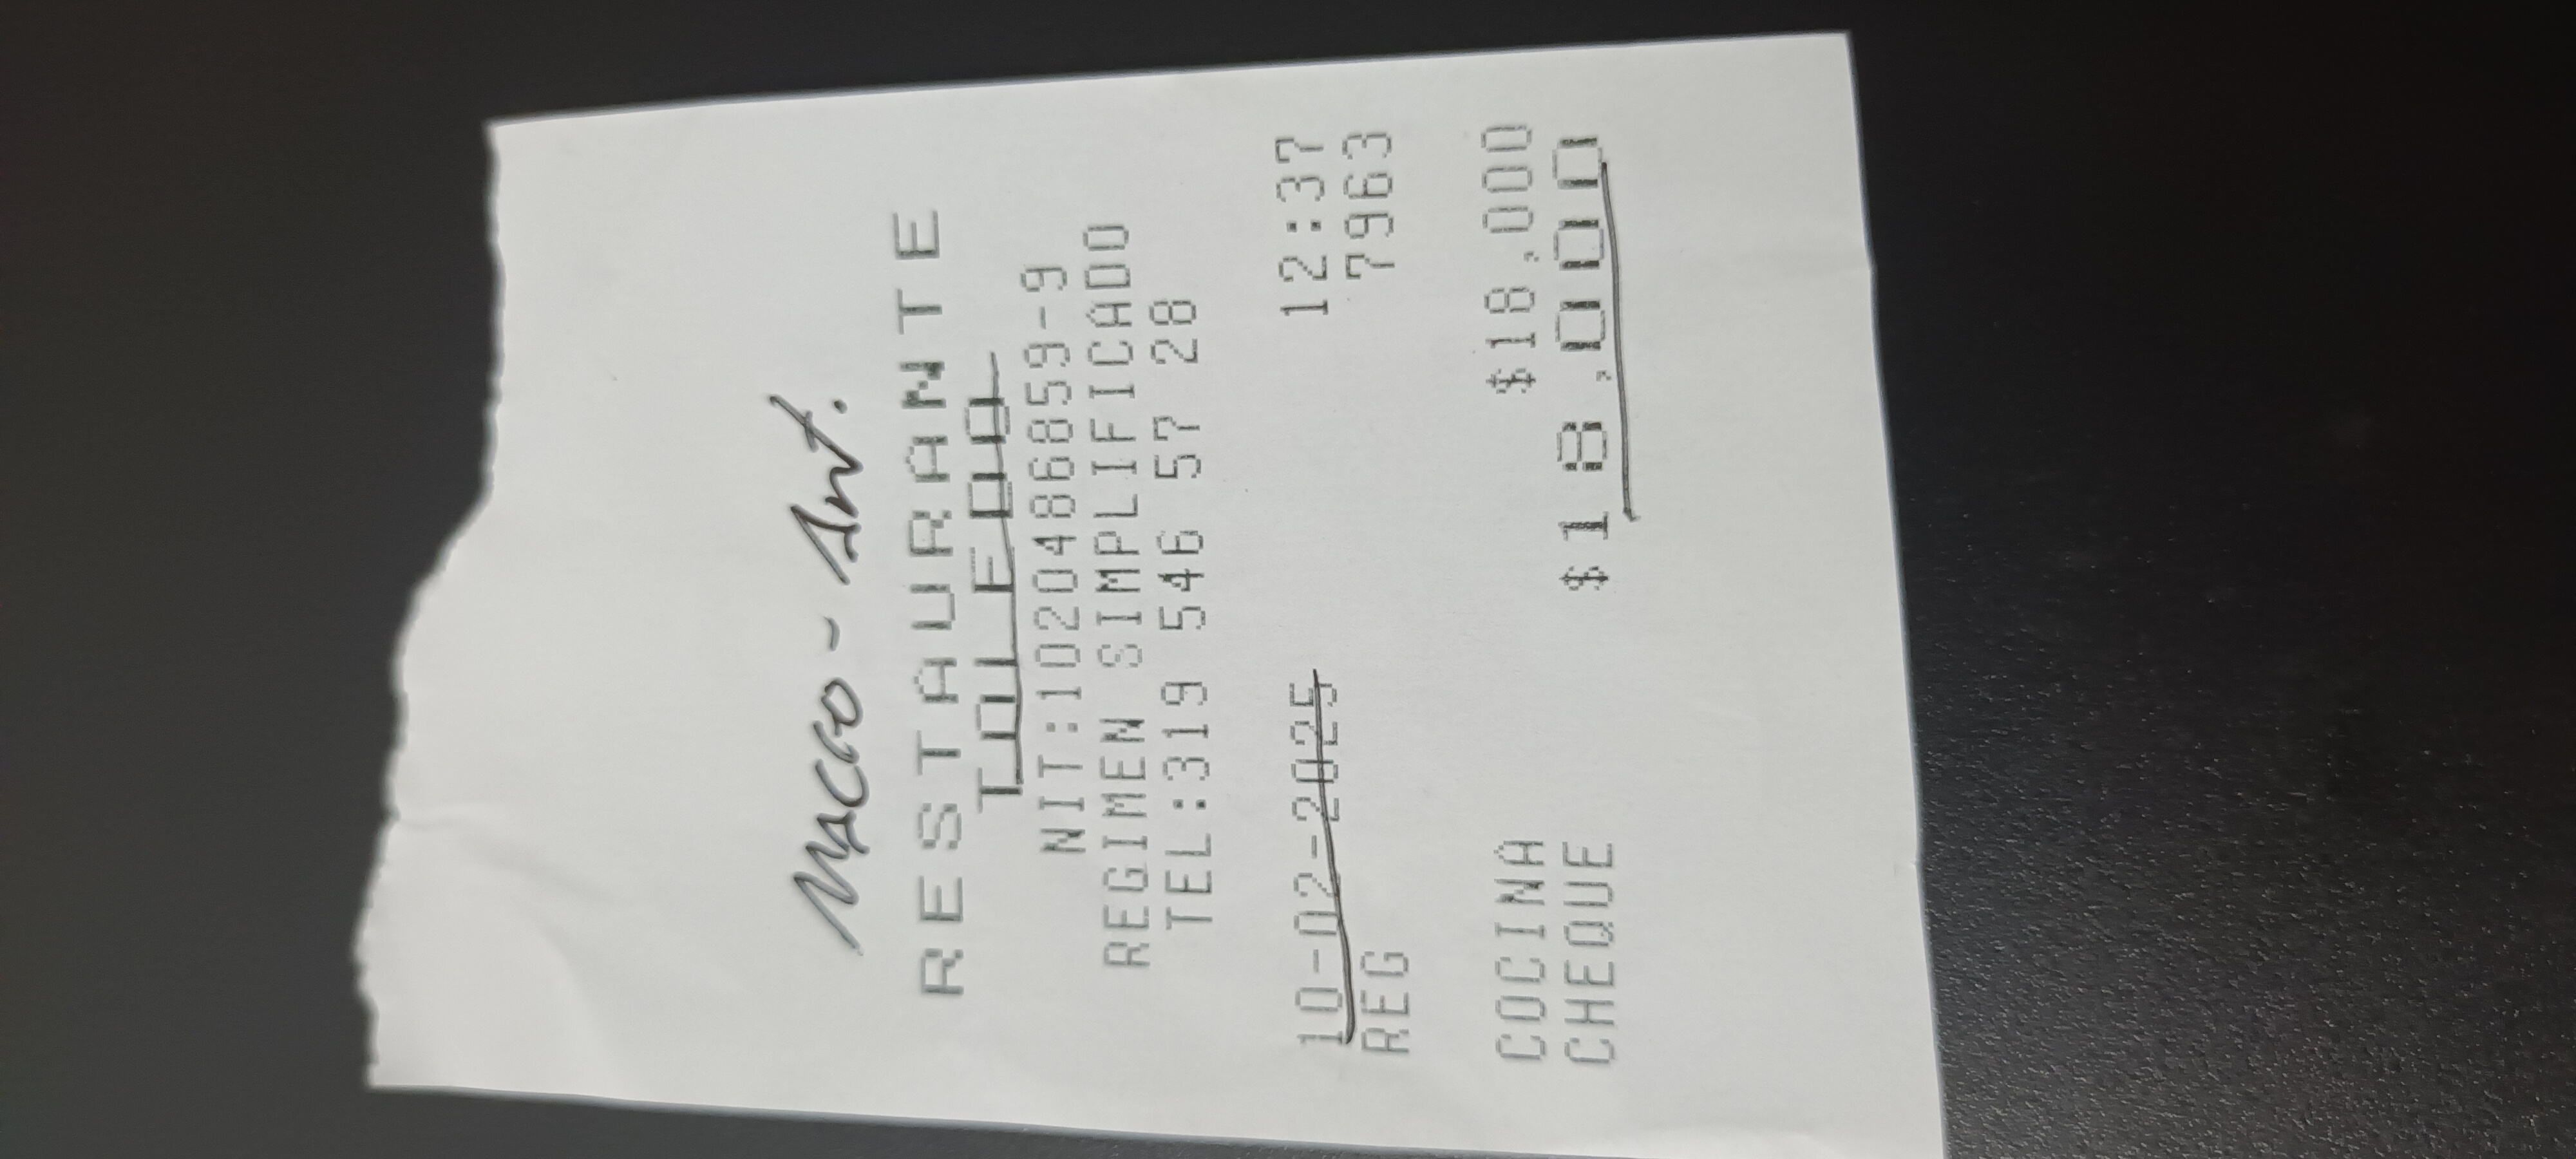 MACCO - Ant.
RESTAURANTE
TOLEDO
NIT:1020486859-9
REGIMEN SIMPLIFICADO
TEL:319 546 57 28
10-02-2025 12:37
REG 7963
COCINA $18,000
CHEQUE $18,000